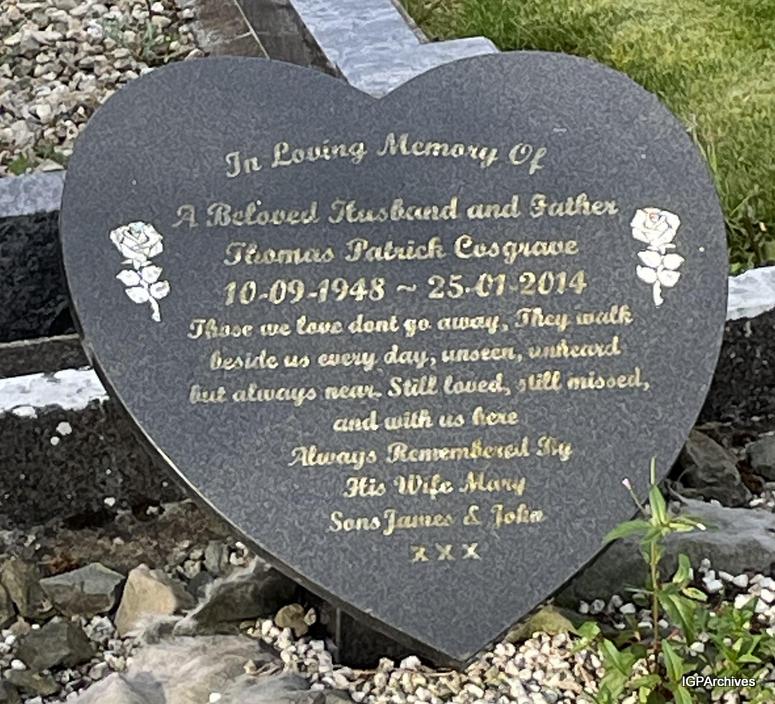 In Loving Memory Of
A Beloved Husband and Father
Thomas Patrick Cosgrave
10-09-1948 ~ 25-01-2014
Those we love dont go away, They walk
beside us every day, unseen, unheard
but always near. Still loved, still missed,
and with us here
Always Remembered By
His Wife Mary
Sons James & John
x x x
IGPArchives